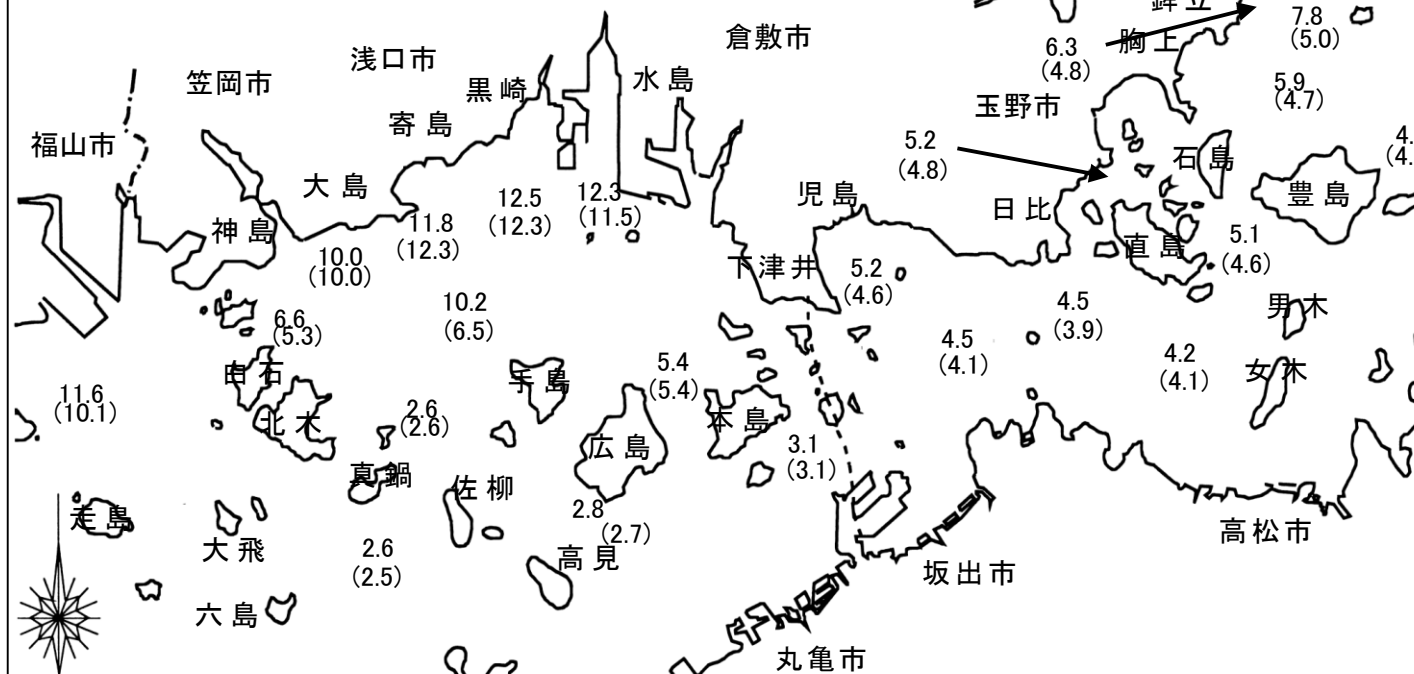 鉾立
7.8
(5.0)
胸上
6.3
(4.8)
倉敷市
浅口市
笠岡市
黒崎
水島
5.9
(4.7)
玉野市
寄島
福山市
5.2
(4.8)
石島
4.
(4.
大島
12.5
(12.3)
12.3
(11.5)
児島
日比
豊島
神島
11.8
(12.3)
直島
5.1
(4.6)
10.0
(10.0)
下津井
5.2
(4.6)
10.2
(6.5)
4.5
(3.9)
男木
6.6
(5.3)
4.5
(4.1)
4.2
(4.1)
白石
手島
5.4
(5.4)
女木
11.6
(10.1)
北木
2.6
(2.6)
本島
広島
3.1
(3.1)
真鍋
佐柳
走島
2.8
(2.7)
高松市
大飛
2.6
(2.5)
高見
坂出市
六島
丸亀市